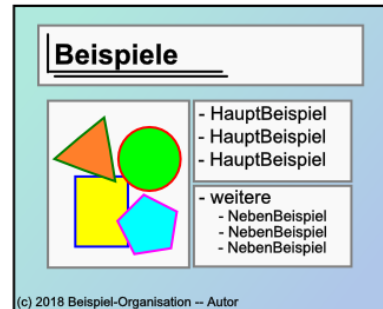 Beispiele
- HauptBeispiel
- HauptBeispiel
- HauptBeispiel
- weitere
- NebenBeispiel
- NebenBeispiel
- NebenBeispiel
(c) 2018 Beispiel-Organisation -- Autor